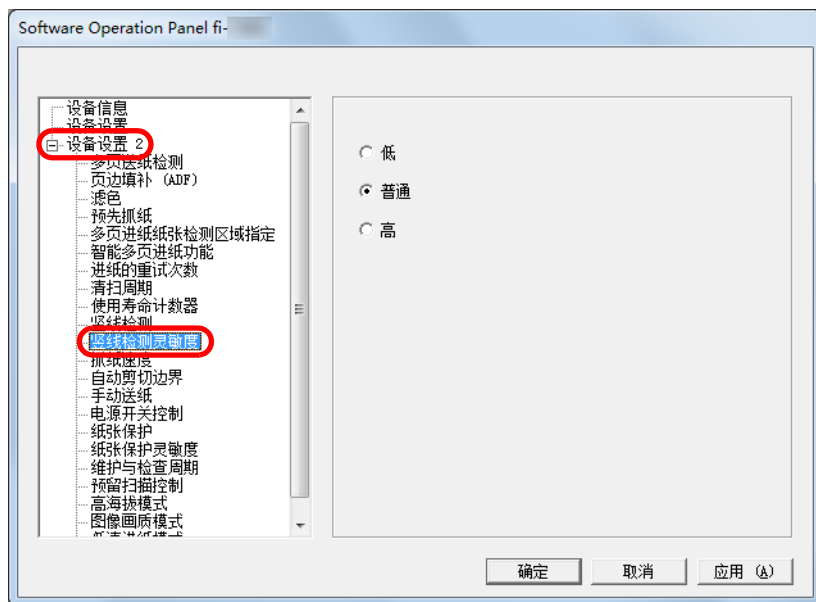 Software Operation Panel fi-
设备信息
设备设置
设备设置 2
多页送纸检测
页边填补 (ADF)
滤色
预先抓纸
多页进纸纸张检测区域指定
智能多页进纸功能
进纸的重试次数
清扫周期
使用寿命计数器
竖线检测
竖线检测灵敏度
抓纸速度
自动剪切边界
手动送纸
电源开关控制
纸张保护
纸张保护灵敏度
维护与检查周期
预留扫描控制
高海拔模式
图像画质模式
低速进纸模式
低
普通
高
确定
取消
应用 (A)